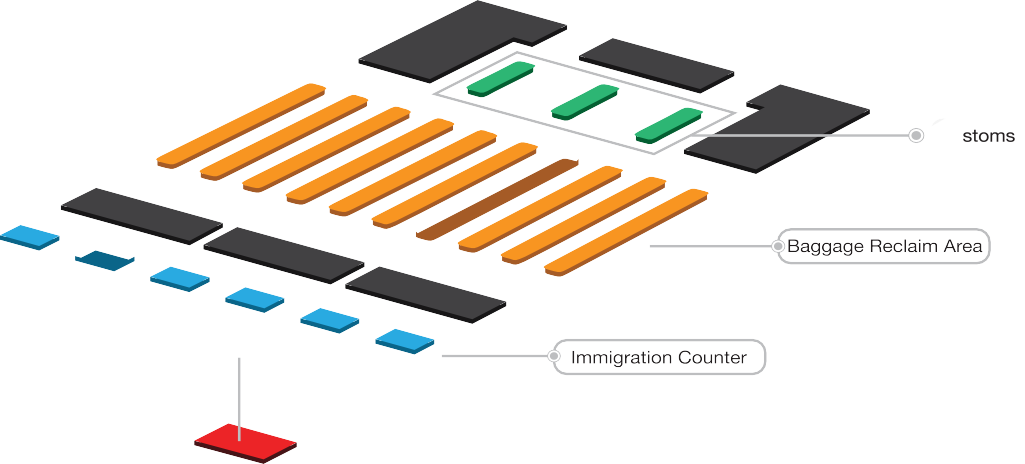 stoms
Baggage Reclaim Area
Immigration Counter